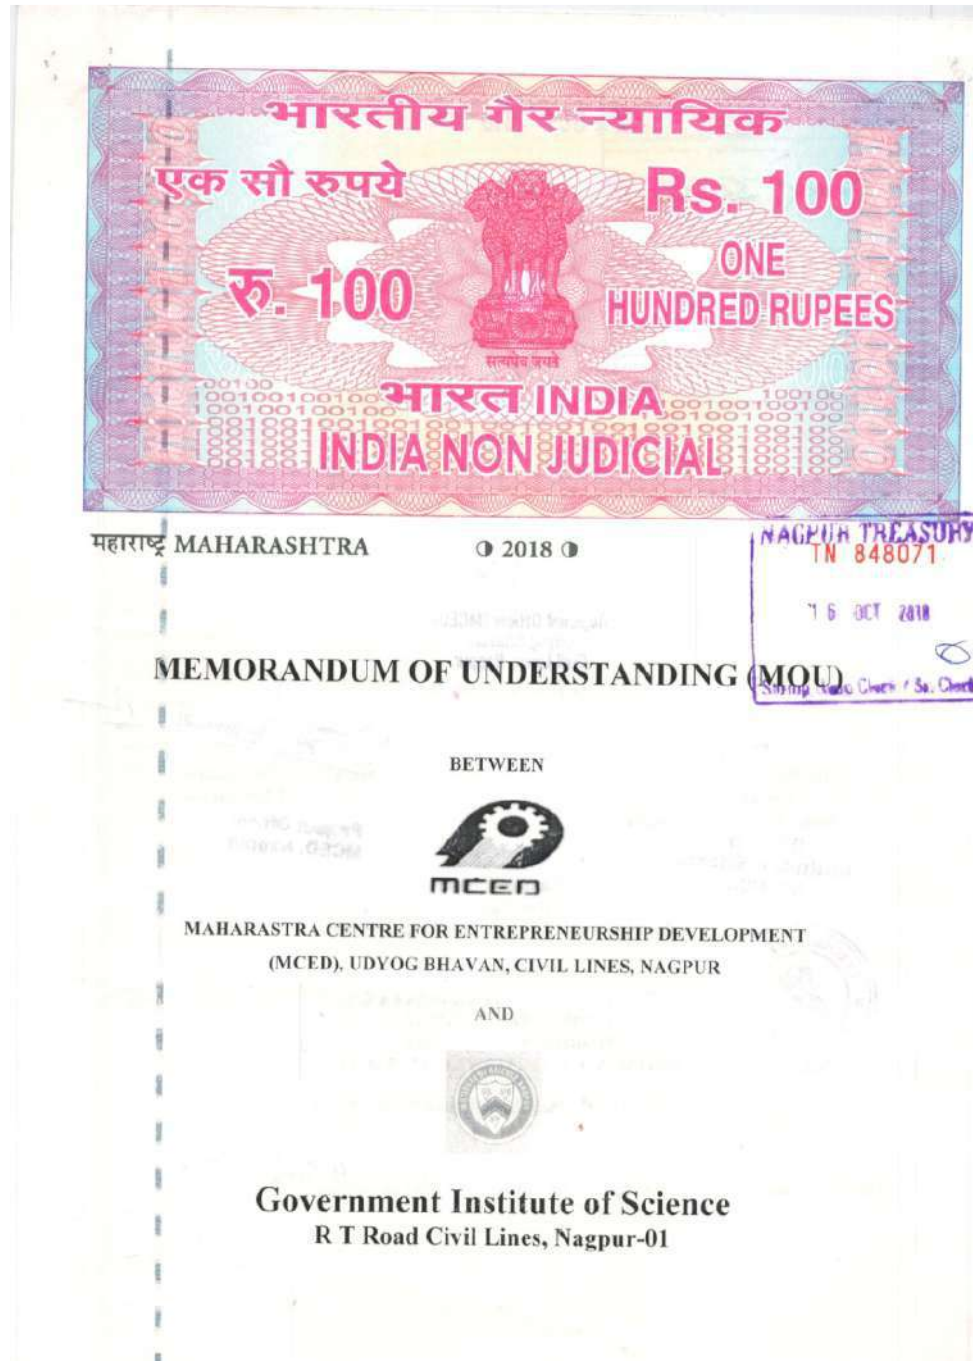 भारतीय गैर न्यायिक
एक सौ रुपये
Rs. 100
रु. 100
ONE
HUNDRED RUPEES
सत्यमेव जयते
भारत INDIA
INDIA NON JUDICIAL
महाराष्ट्र MAHARASHTRA
2018
NAGPUR TREASURY
TN 848071
16 OCT 2018
MEMORANDUM OF UNDERSTANDING (MOU)
BETWEEN
MCED
MAHARASTRA CENTRE FOR ENTREPRENEURSHIP DEVELOPMENT
(MCED), UDYOG BHAVAN, CIVIL LINES, NAGPUR
AND
Government Institute of Science
R T Road Civil Lines, Nagpur-01